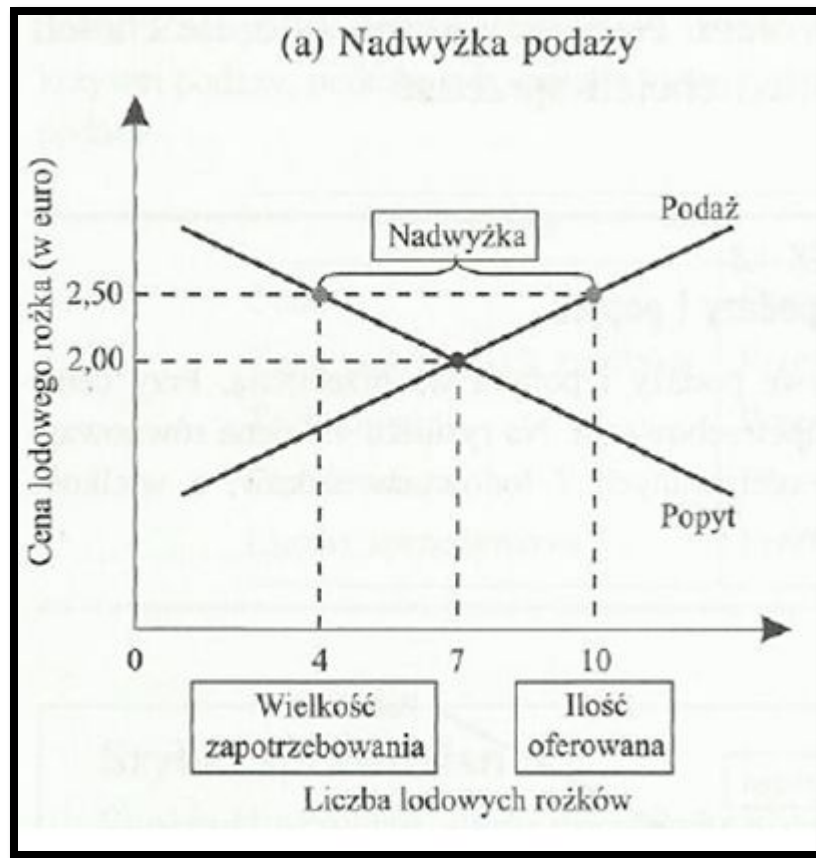 (a) Nadwyżka podaży
Cena lodowego rożka (w euro)
Podaż
Nadwyżka
2,50
2,00
Popyt
0 4 7 10
Wielkość
zapotrzebowania
Ilość
oferowana
Liczba lodowych rożków